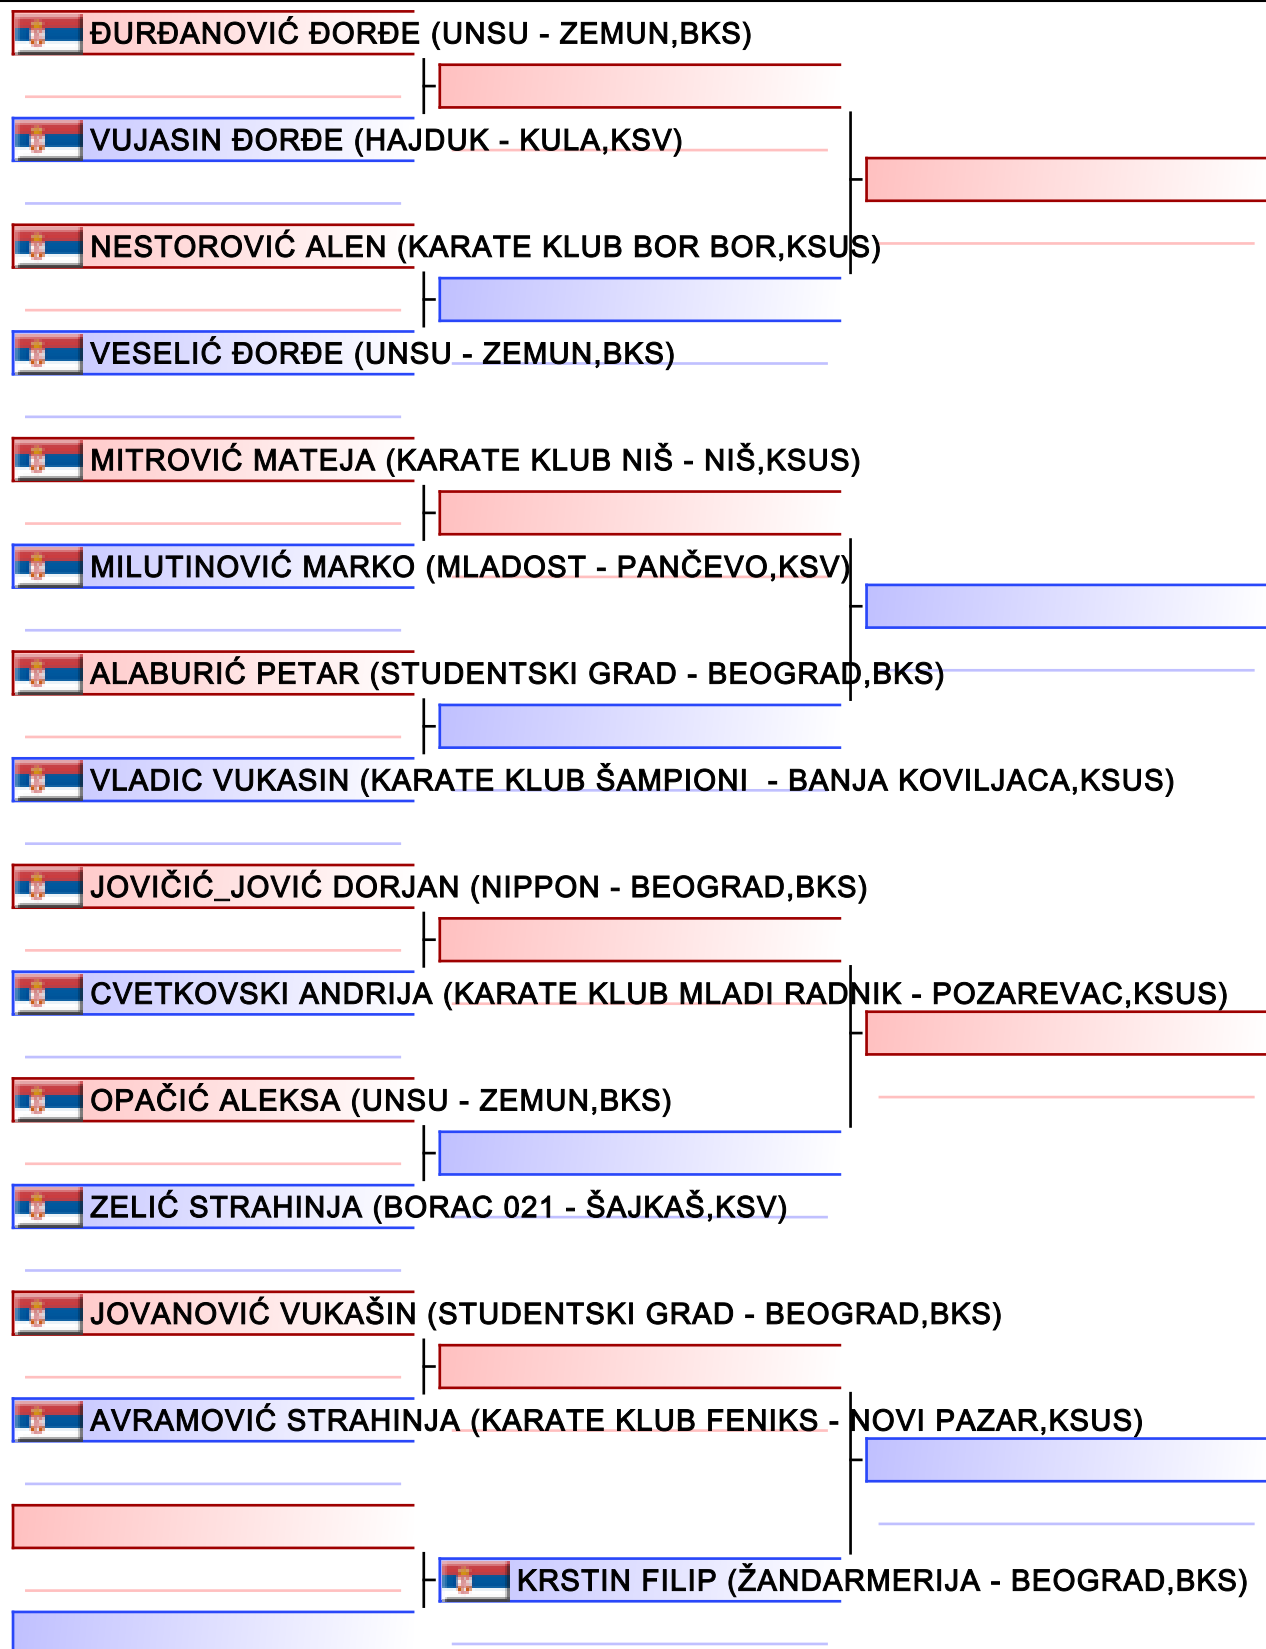 ĐURĐANOVIĆ ĐORĐE (UNSU - ZEMUN,BKS)
VUJASIN ĐORĐE (HAJDUK - KULA,KSV)
NESTOROVIĆ ALEN (KARATE KLUB BOR BOR,KSUS)
VESELIĆ ĐORĐE (UNSU - ZEMUN,BKS)
MITROVIĆ MATEJA (KARATE KLUB NIŠ - NIŠ,KSUS)
MILUTINOVIĆ MARKO (MLADOST - PANČEVO,KSV)
ALABURIĆ PETAR (STUDENTSKI GRAD - BEOGRAD,BKS)
VLADIC VUKASIN (KARATE KLUB ŠAMPIONI  - BANJA KOVILJACA,KSUS)
JOVIČIĆ_JOVIĆ DORJAN (NIPPON - BEOGRAD,BKS)
CVETKOVSKI ANDRIJA (KARATE KLUB MLADI RADNIK - POZAREVAC,KSUS)
OPAČIĆ ALEKSA (UNSU - ZEMUN,BKS)
ZELIĆ STRAHINJA (BORAC 021 - ŠAJKAŠ,KSV)
JOVANOVIĆ VUKAŠIN (STUDENTSKI GRAD - BEOGRAD,BKS)
AVRAMOVIĆ STRAHINJA (KARATE KLUB FENIKS - NOVI PAZAR,KSUS)
KRSTIN FILIP (ŽANDARMERIJA - BEOGRAD,BKS)